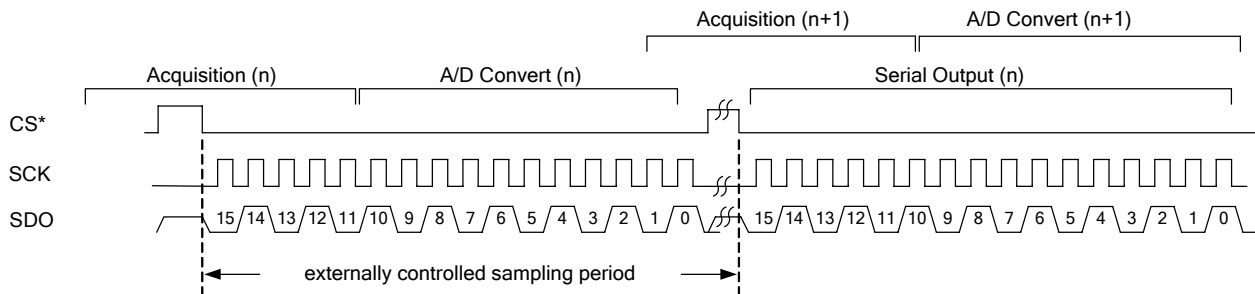 Acquisition (n+1) A/D Convert (n+1)
Acquisition (n) A/D Convert (n) Serial Output (n)
CS*
SCK
SDO 15 14 13 12 11 10 9 8 7 6 5 4 3 2 1 0 15 14 13 12 11 10 9 8 7 6 5 4 3 2 1 0
externally controlled sampling period